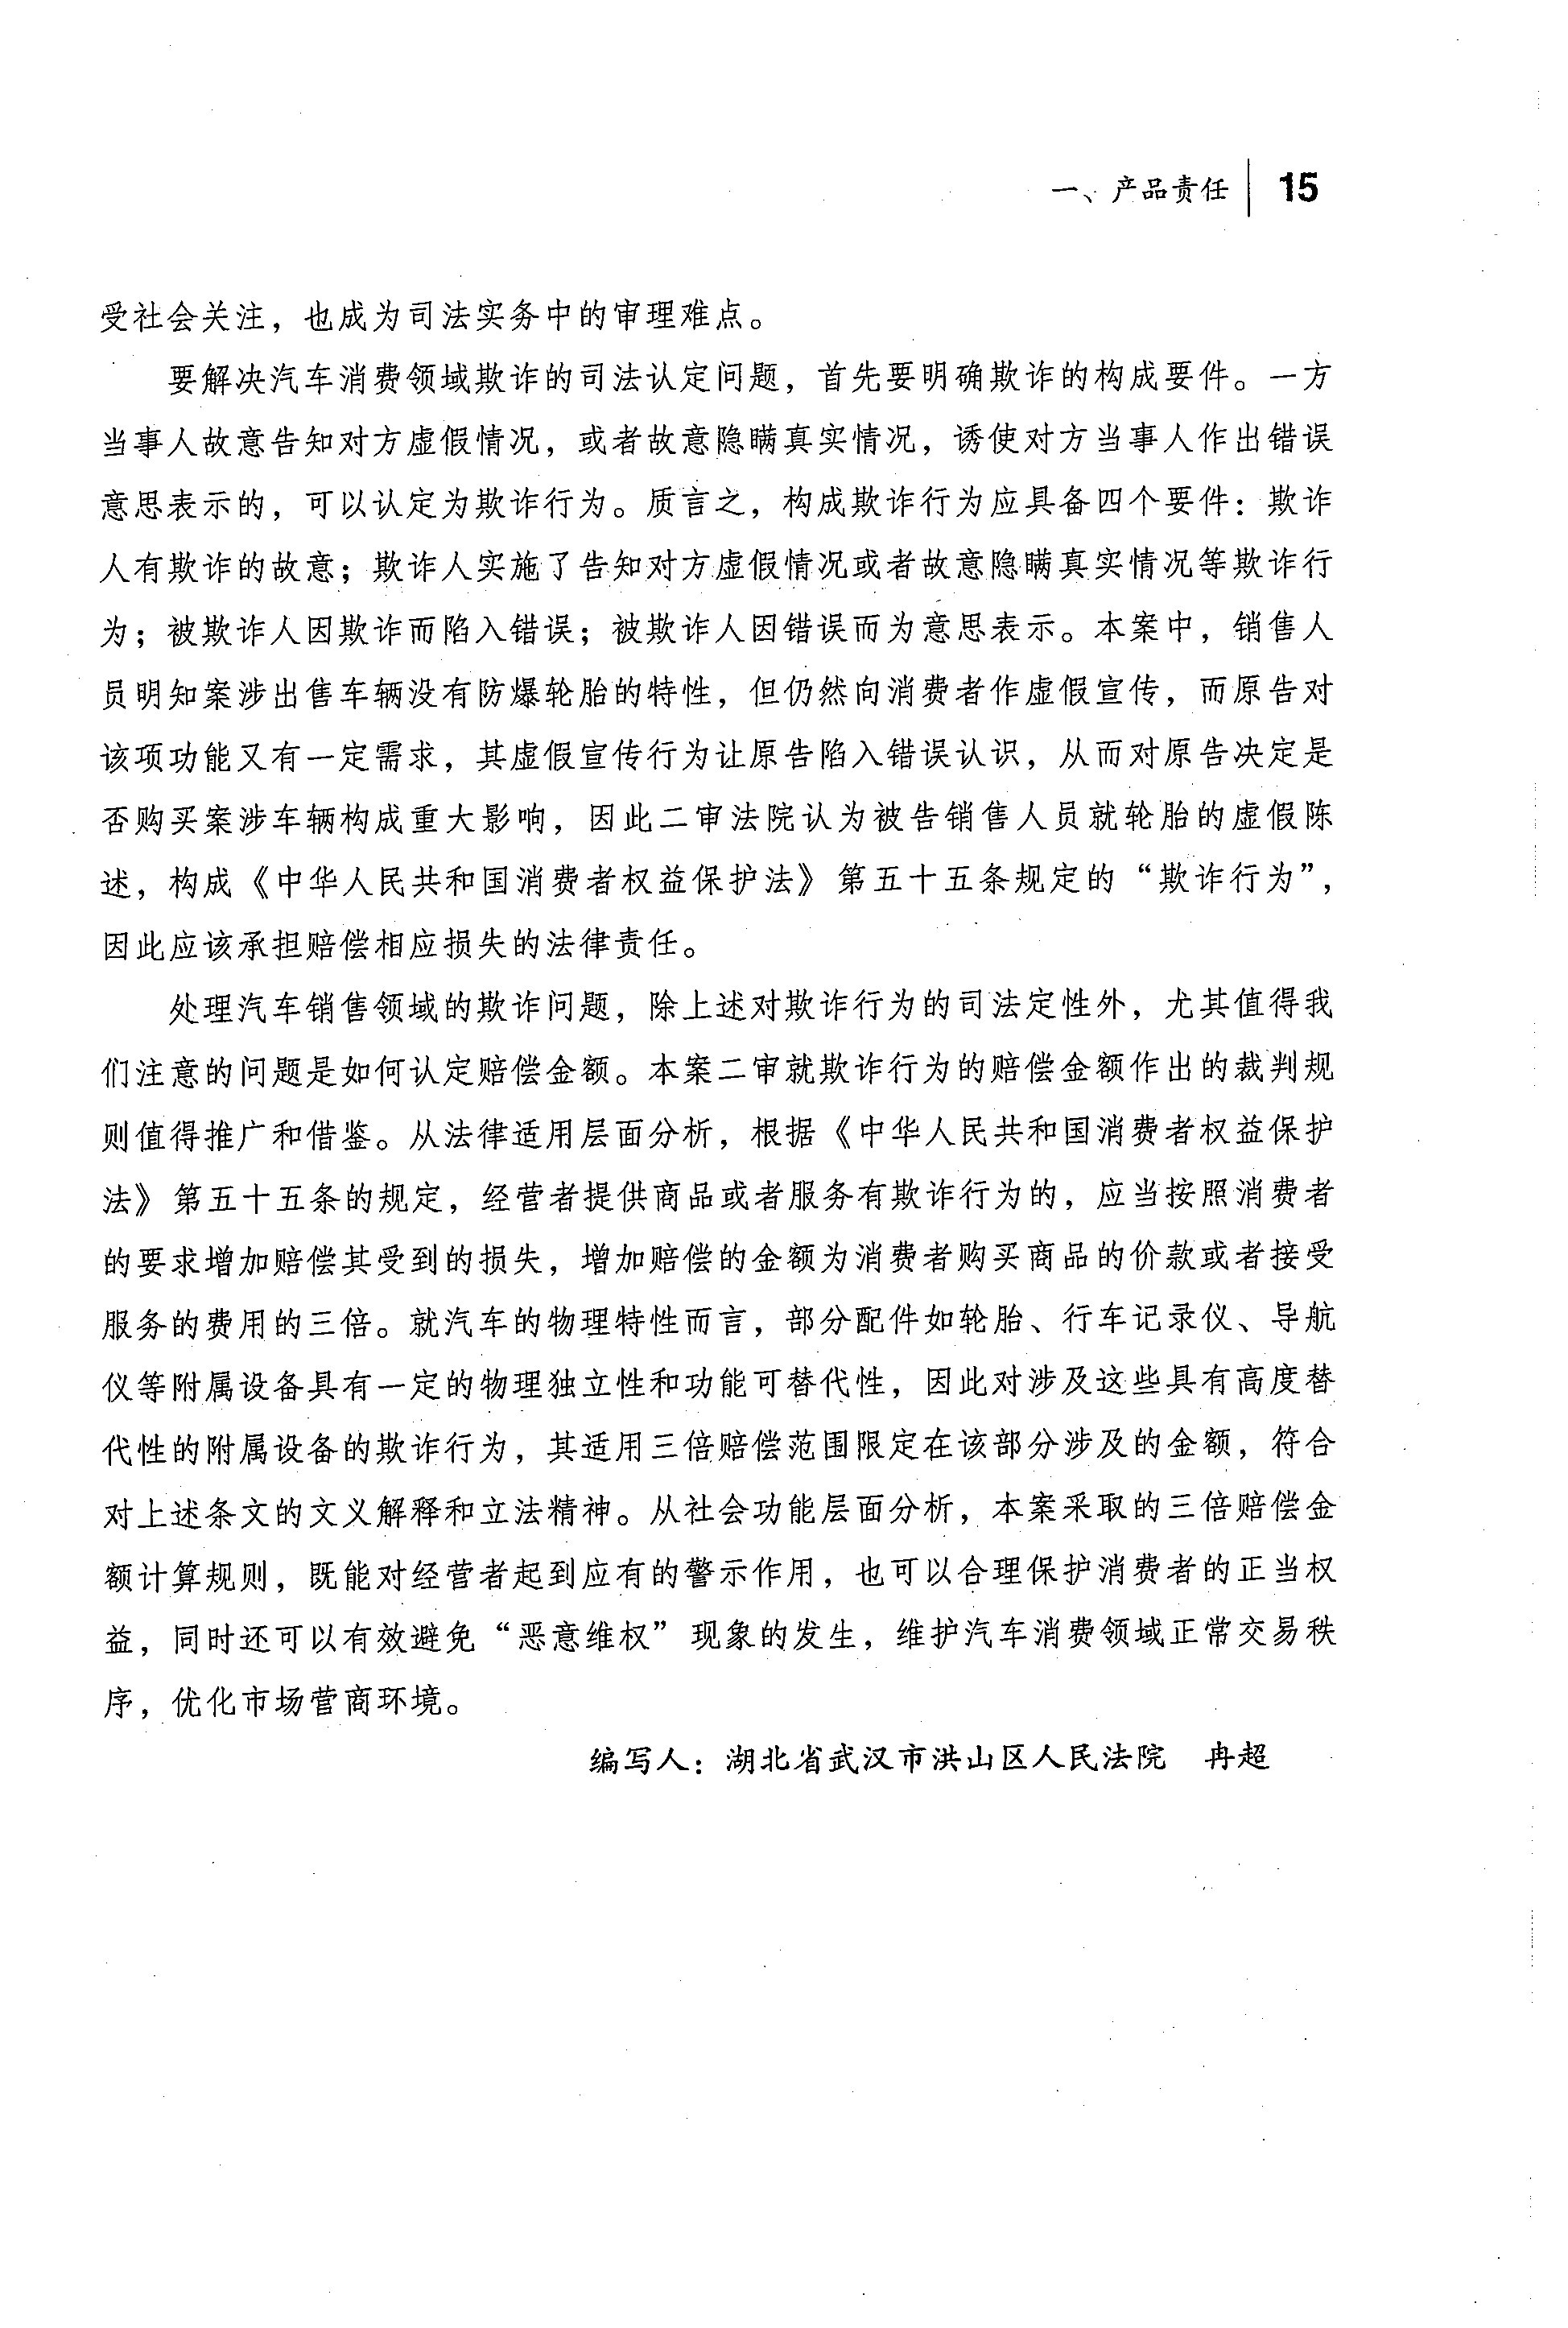 一、产品责任 15
受社会关注，也成为司法实务中的审理难点。
要解决汽车消费领域欺诈的司法认定问题，首先要明确欺诈的构成要件。一方
当事人故意告知对方虚假情况，或者故意隐瞒真实情况，诱使对方当事人作出错误
意思表示的，可以认定为欺诈行为。质言之，构成欺诈行为应具备四个要件：欺诈
人有欺诈的故意；欺诈人实施了告知对方虚假情况或者故意隐瞒真实情况等欺诈行
为；被欺诈人因欺诈而陷入错误；被欺诈人因错误而为意思表示。本案中，销售人
员明知案涉出售车辆没有防爆轮胎的特性，但仍然向消费者作虚假宣传，而原告对
该项功能又有一定需求，其虚假宣传行为让原告陷入错误认识，从而对原告决定是
否购买案涉车辆构成重大影响，因此二审法院认为被告销售人员就轮胎的虚假陈
述，构成《中华人民共和国消费者权益保护法》第五十五条规定的“欺诈行为”，
因此应该承担赔偿相应损失的法律责任。
处理汽车销售领域的欺诈问题，除上述对欺诈行为的司法定性外，尤其值得我
们注意的问题是如何认定赔偿金额。本案二审就欺诈行为的赔偿金额作出的裁判规
则值得推广和借鉴。从法律适用层面分析，根据《中华人民共和国消费者权益保护
法》第五十五条的规定，经营者提供商品或者服务有欺诈行为的，应当按照消费者
的要求增加赔偿其受到的损失，增加赔偿的金额为消费者购买商品的价款或者接受
服务的费用的三倍。就汽车的物理特性而言，部分配件如轮胎、行车记录仪、导航
仪等附属设备具有一定的物理独立性和功能可替代性，因此对涉及这些具有高度替
代性的附属设备的欺诈行为，其适用三倍赔偿范围限定在该部分涉及的金额，符合
对上述条文的文义解释和立法精神。从社会功能层面分析，本案采取的三倍赔偿金
额计算规则，既能对经营者起到应有的警示作用，也可以合理保护消费者的正当权
益，同时还可以有效避免“恶意维权”现象的发生，维护汽车消费领域正常交易秩
序，优化市场营商环境。
编写人：湖北省武汉市洪山区人民法院 冉超